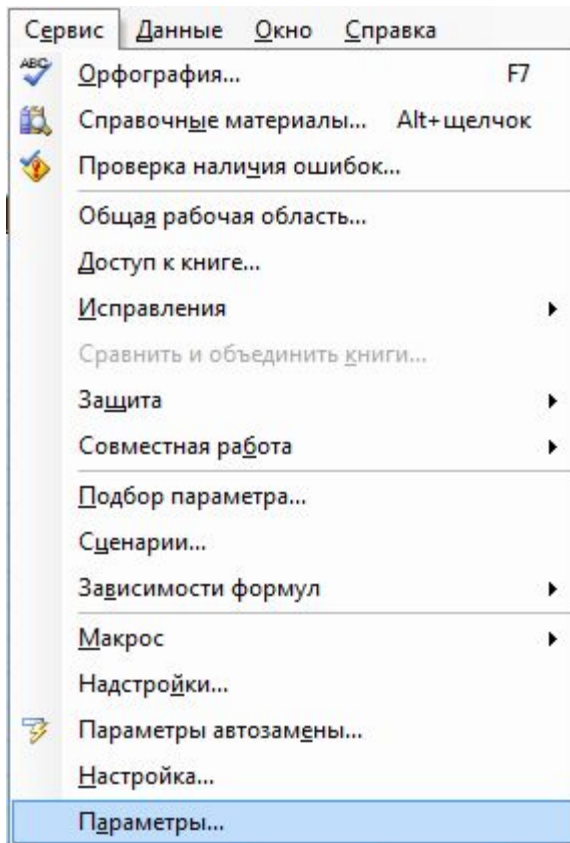 Сервис Данные Окно Справка
ABC Орфография... F7
Справочные материалы... Alt+щелчок
Проверка наличия ошибок...
Общая рабочая область...
Доступ к книге...
Исправления
Сравнить и объединить книги...
Защита
Совместная работа
Подбор параметра...
Сценарии...
Зависимости формул
Макрос
Надстройки...
Параметры автозамены...
Настройка...
Параметры...